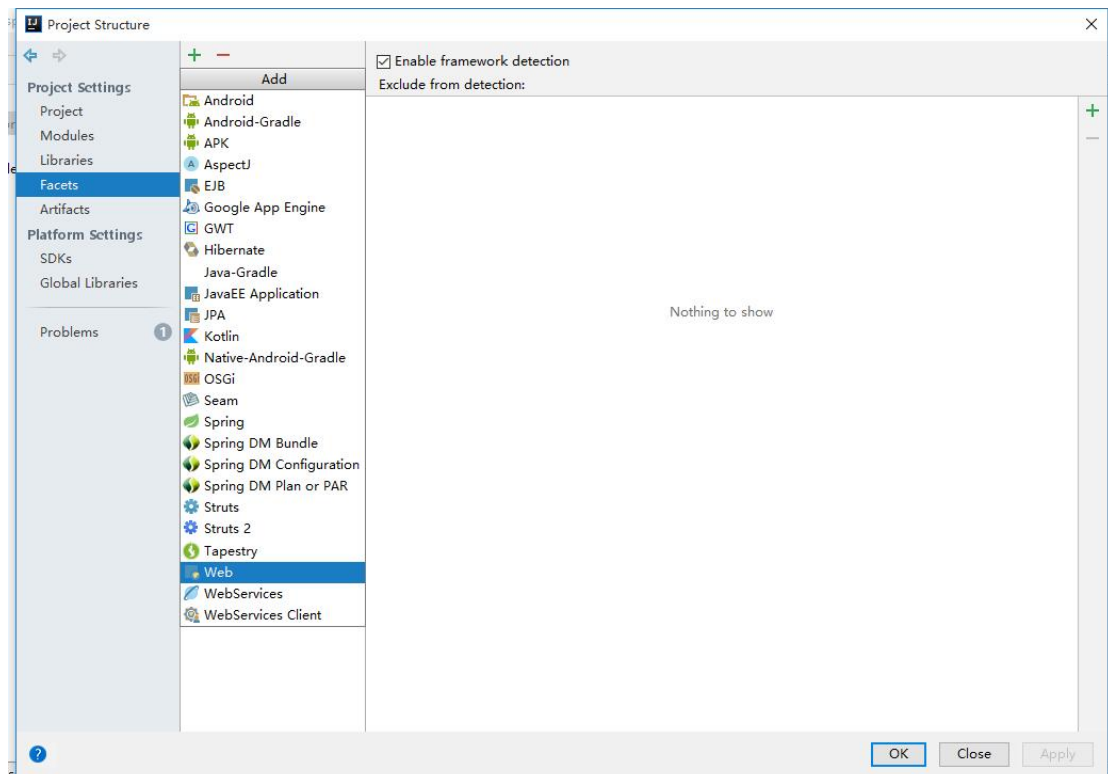 Project Structure
Project Settings
Project
Modules
Libraries
Facets
Artifacts
Platform Settings
SDKs
Global Libraries
Problems
1
Add
Android
Android-Gradle
APK
AspectJ
EJB
Google App Engine
GWT
Hibernate
Java-Gradle
JavaEE Application
JPA
Kotlin
Native-Android-Gradle
OSGi
Seam
Spring
Spring DM Bundle
Spring DM Configuration
Spring DM Plan or PAR
Struts
Struts 2
Tapestry
Web
WebServices
WebServices Client
Enable framework detection
Exclude from detection:
Nothing to show
OK
Close
Apply